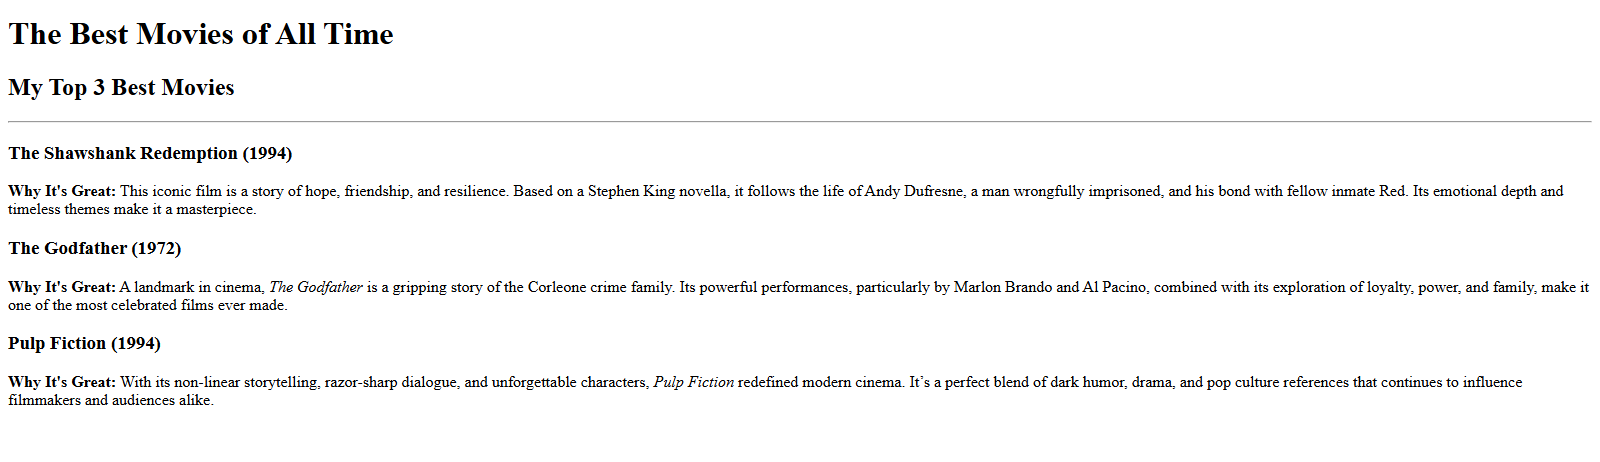 The Best Movies of All Time
My Top 3 Best Movies
The Shawshank Redemption (1994)
Why It's Great: This iconic film is a story of hope, friendship, and resilience. Based on a Stephen King novella, it follows the life of Andy Dufresne, a man wrongfully imprisoned, and his bond with fellow inmate Red. Its emotional depth and
timeless themes make it a masterpiece.
The Godfather (1972)
Why It's Great: A landmark in cinema, The Godfather is a gripping story of the Corleone crime family. Its powerful performances, particularly by Marlon Brando and Al Pacino, combined with its exploration of loyalty, power, and family, make it
one of the most celebrated films ever made.
Pulp Fiction (1994)
Why It's Great: With its non-linear storytelling, razor-sharp dialogue, and unforgettable characters, Pulp Fiction redefined modern cinema. It’s a perfect blend of dark humor, drama, and pop culture references that continues to influence
filmmakers and audiences alike.